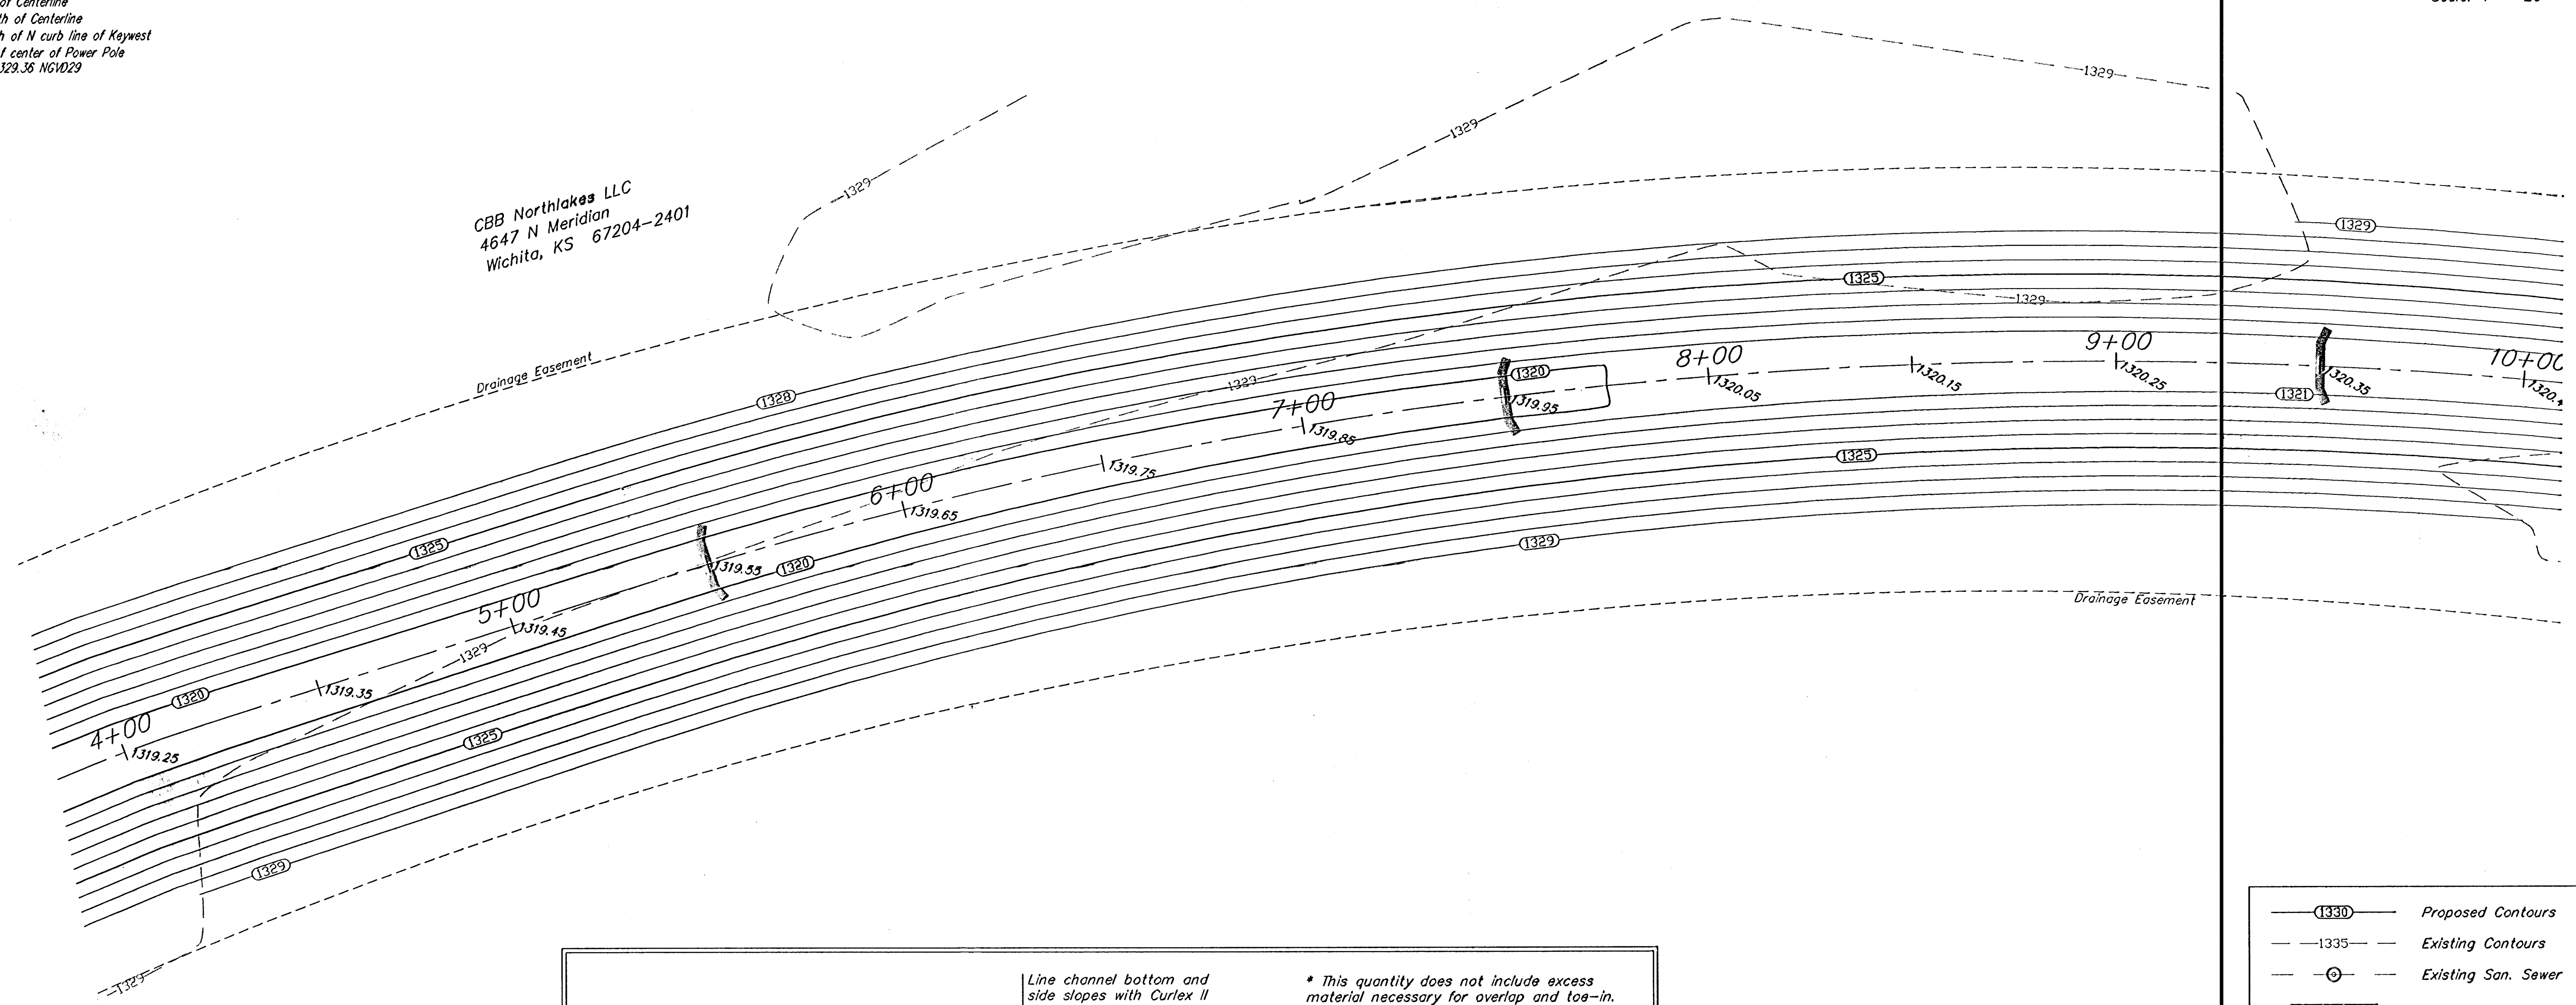 of Centerline
th of Centerline
h of N curb line of Keywest
f center of Power Pole
329.36 NGVD29
1329
1329
1329
CBB Northlakes LLC
4647 N Meridian
Wichita, KS 67204-2401
1329
1325
1329
Drainage Easement
1328
1329
9+00
1320.25
8+00
1320.05
1320.15
10+00
1320.35
1321
1320
1319.95
7+00
1319.85
1325
1319.75
6+00
1319.65
1329
1325
1319.55
1320
5+00
1319.45
1329
Drainage Easement
1320
1319.35
4+00
1319.25
1325
1329
1329
Line channel bottom and
side slopes with Curlex II
* This quantity does not include excess
material necessary for overlap and toe-in.
1330 Proposed Contours
1335 Existing Contours
Existing San. Sewer